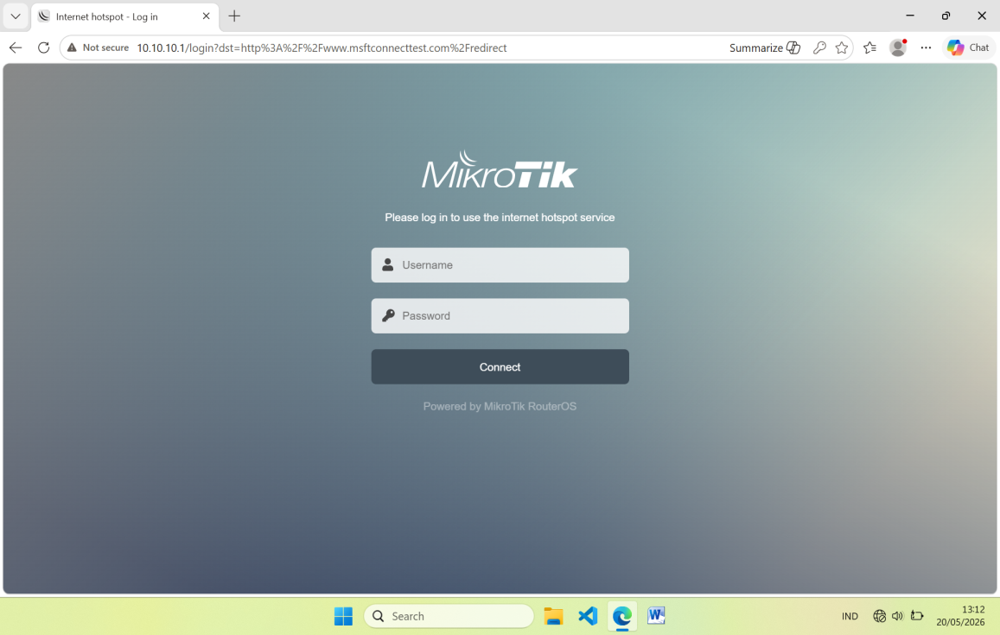 Internet hotspot - Log in
Not secure 10.10.10.1/login?dst=http%3A%2F%2Fwww.msftconnecttest.com%2Fredirect Summarize Chat
MikroTik
Please log in to use the internet hotspot service
Username
Password
Connect
Powered by MikroTik RouterOS
Search
W
IND
13:12
20/05/2026